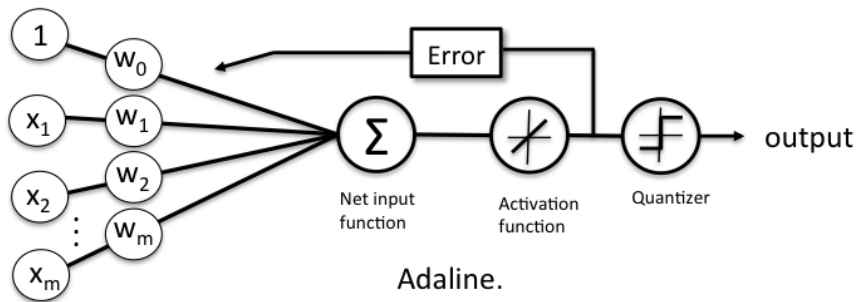 1
w₀
Error
x₁
w₁
Σ
output
x₂
w₂
Net input
function
Activation
function
Quantizer
⋮
wₘ
xₘ
Adaline.